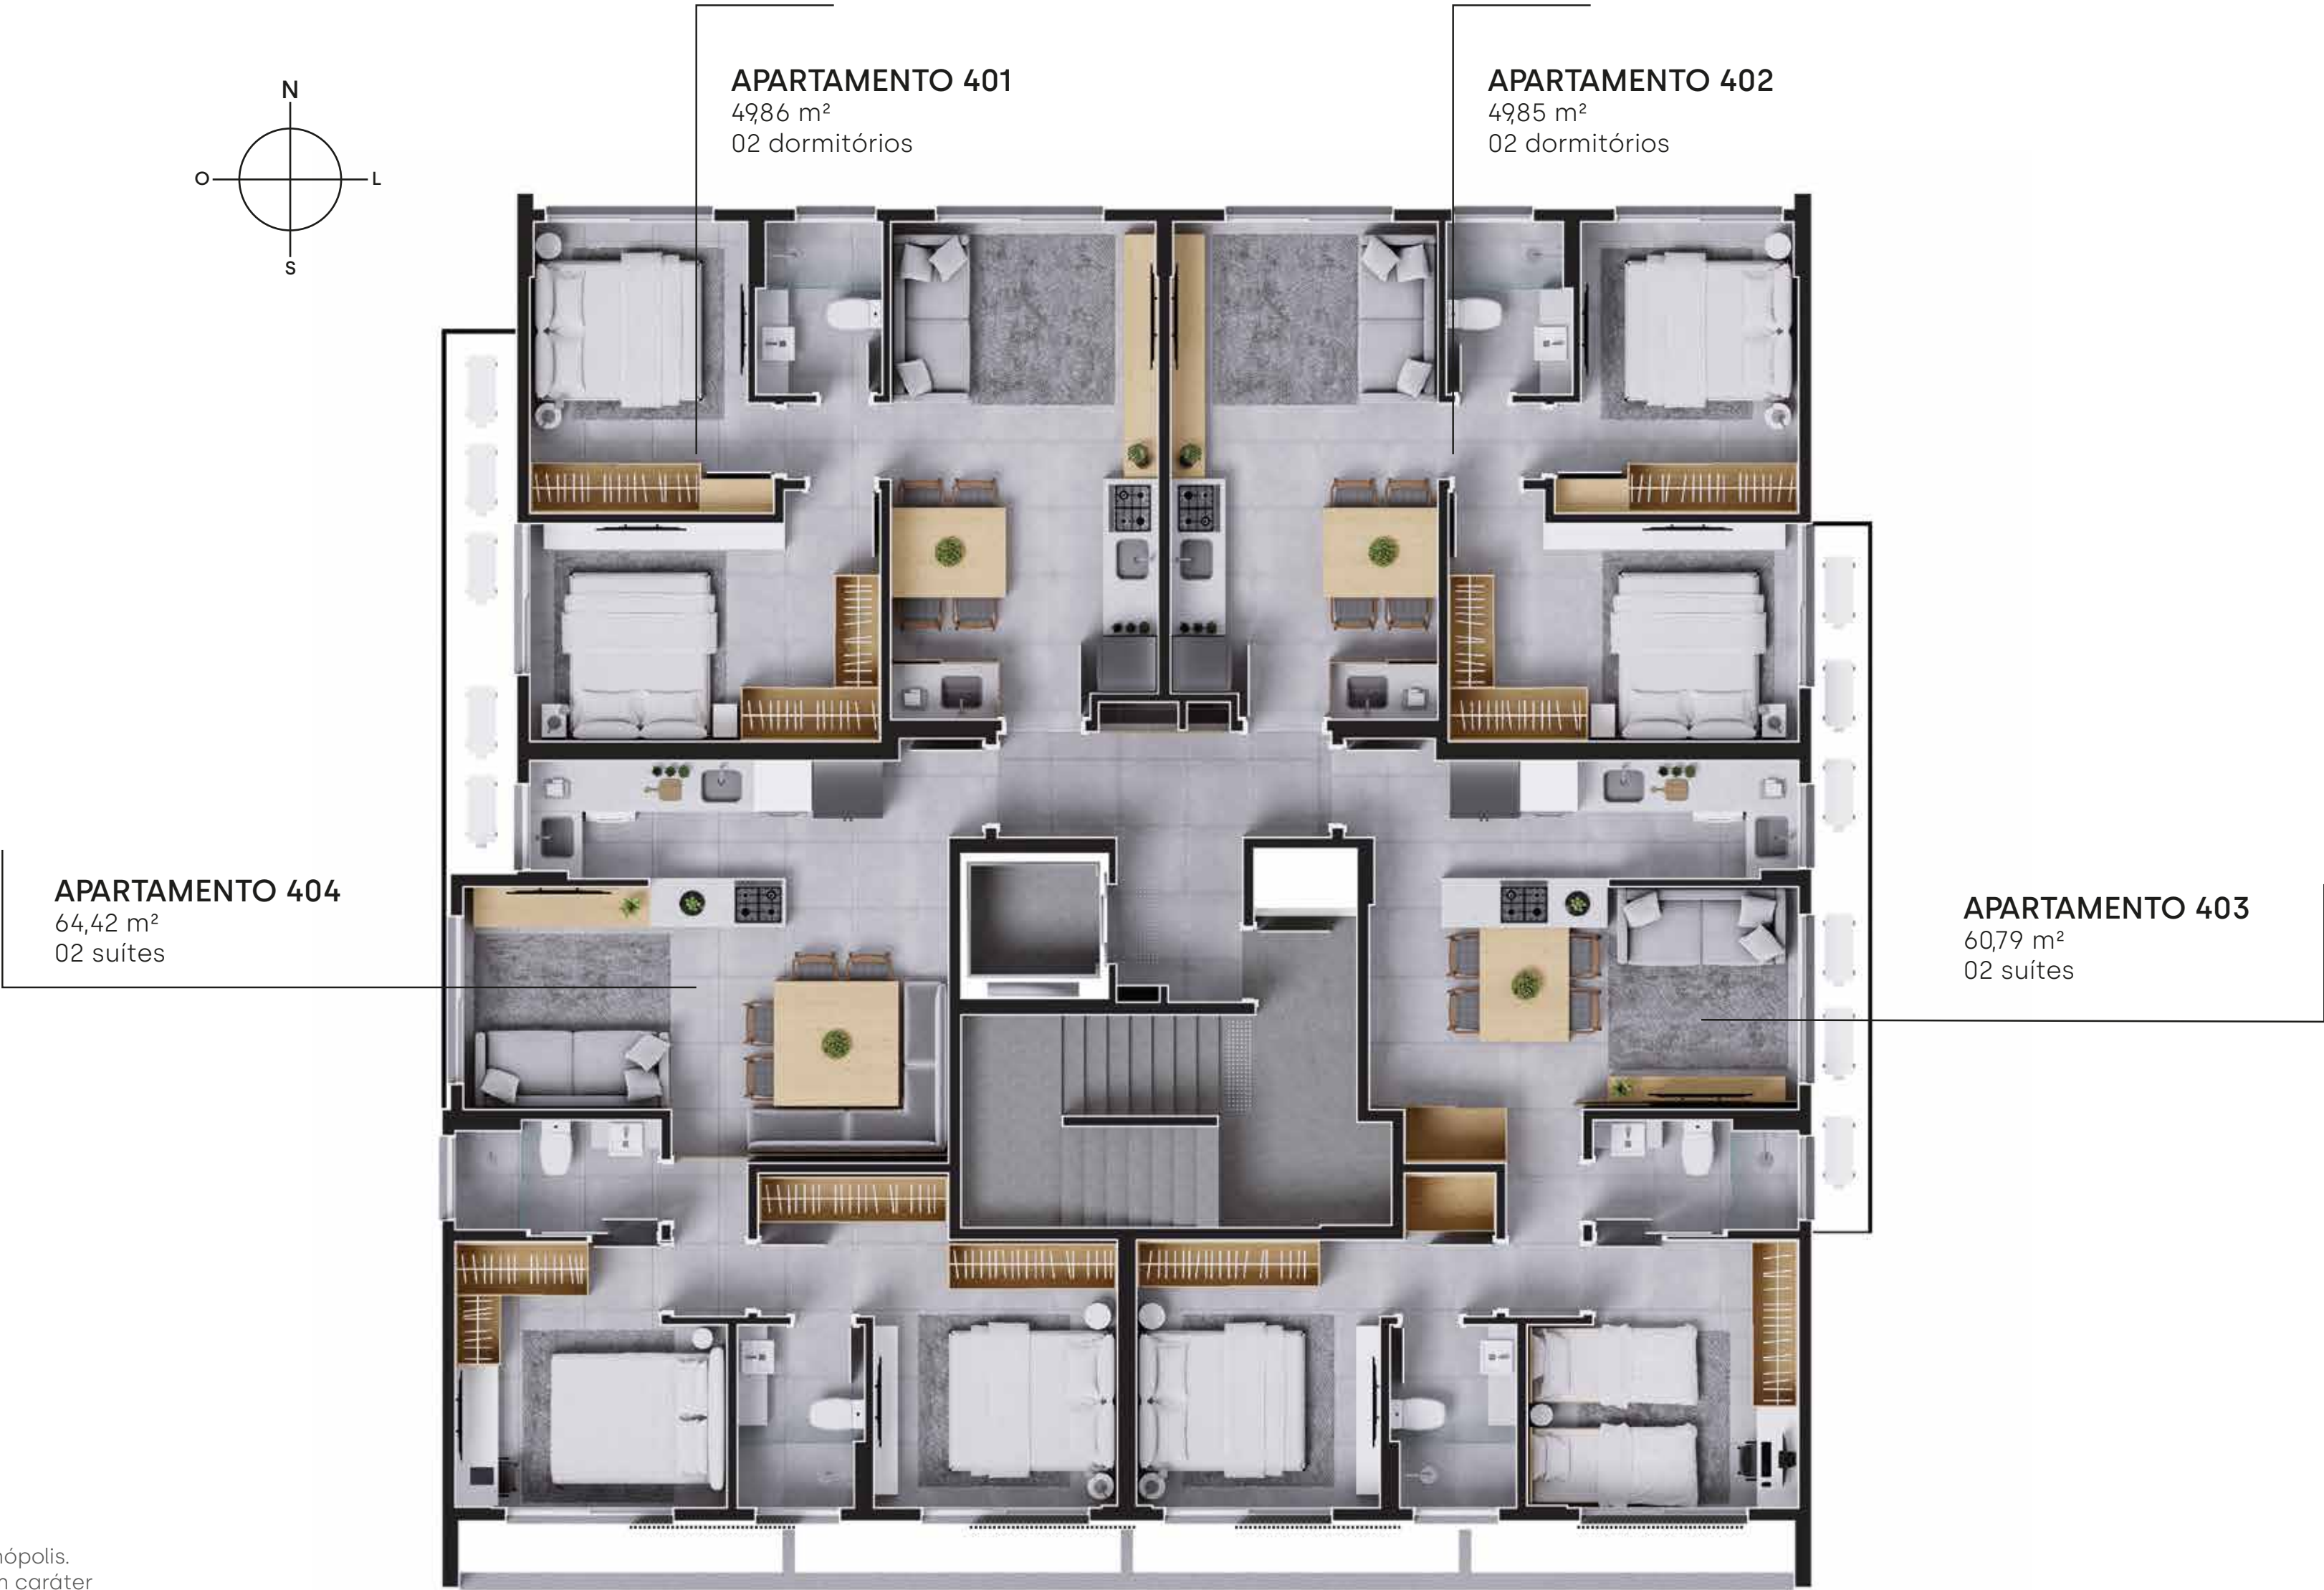 N
O
L
S
APARTAMENTO 401
49,86 m²
02 dormitórios
APARTAMENTO 402
49,85 m²
02 dormitórios
APARTAMENTO 404
64,42 m²
02 suítes
APARTAMENTO 403
60,79 m²
02 suítes
caráter